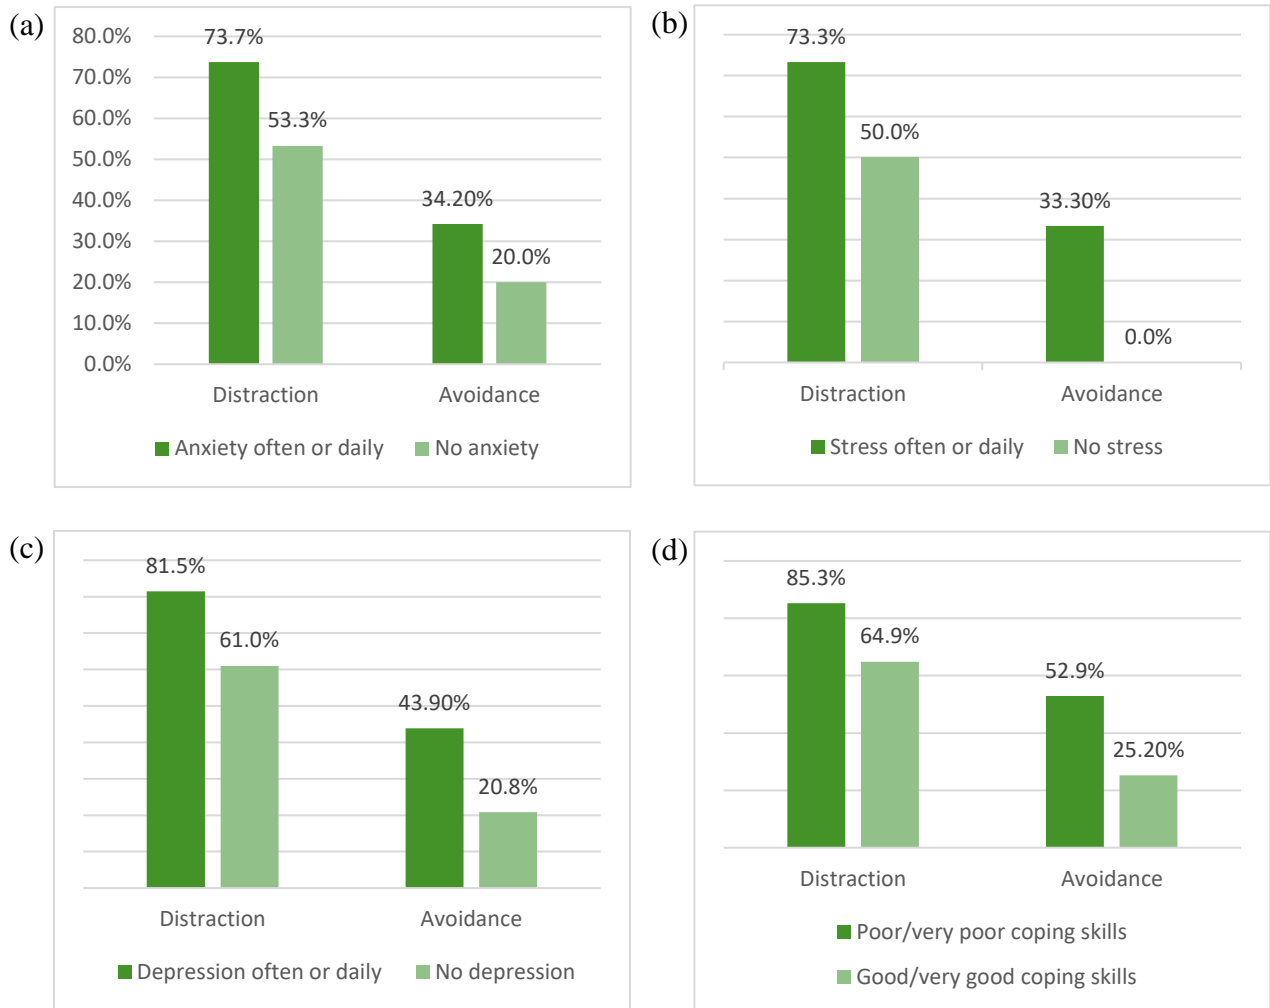 (a)
80.0%
70.0%
60.0%
50.0%
40.0%
30.0%
20.0%
10.0%
0.0%
73.7%
53.3%
34.20%
20.0%
Distraction
Avoidance
Anxiety often or daily
No anxiety
(b)
73.3%
50.0%
33.30%
0.0%
Distraction
Avoidance
Stress often or daily
No stress
(c)
81.5%
61.0%
43.90%
20.8%
Distraction
Avoidance
Depression often or daily
No depression
(d)
85.3%
64.9%
52.9%
25.20%
Distraction
Avoidance
Poor/very poor coping skills
Good/very good coping skills